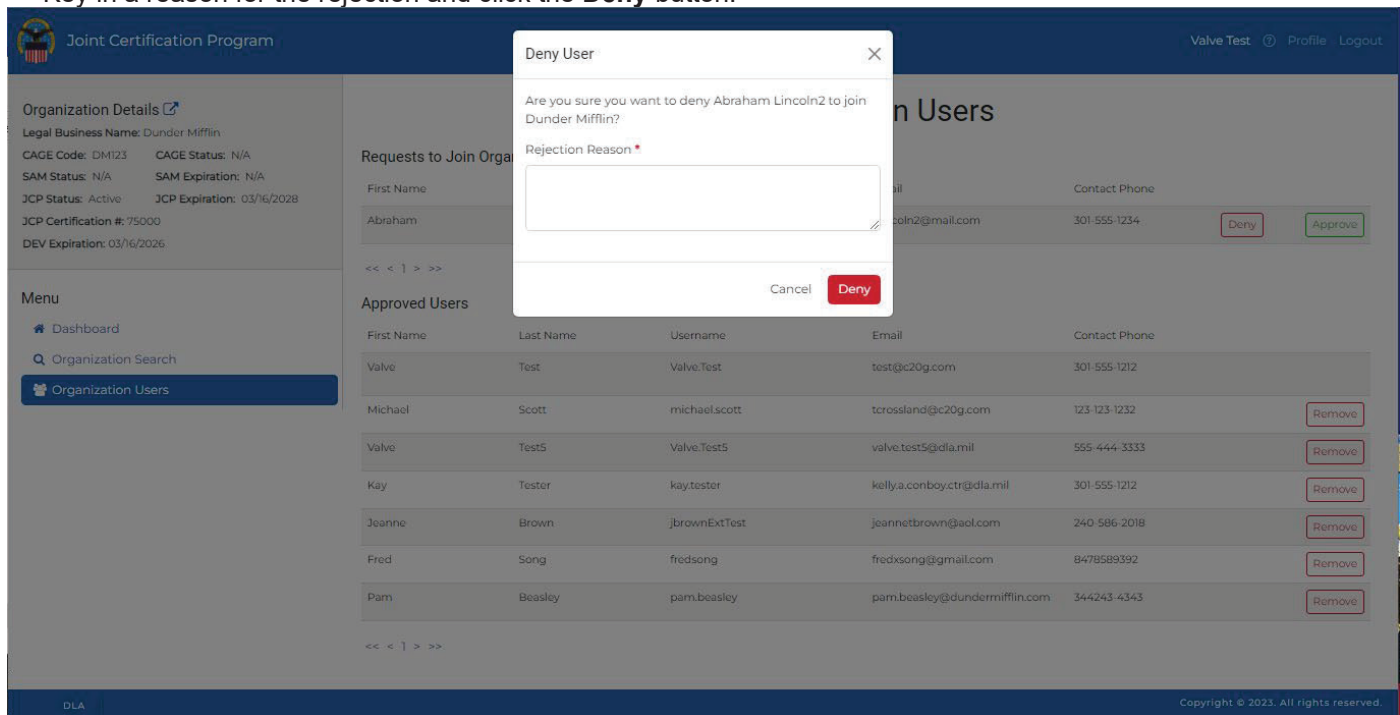 Key in a reason for the rejection and click the Deny button.
Joint Certification Program
Valve Test Profile Logout
Deny User
Are you sure you want to deny Abraham Lincoln2 to join
Dunder Mifflin?
Rejection Reason *
Cancel Deny
Organization Details
Legal Business Name: Dunder Mifflin
CAGE Code: DM123 CAGE Status: N/A
SAM Status: N/A SAM Expiration: N/A
JCP Status: Active JCP Expiration: 03/16/2028
JCP Certification #: 75000
DEV Expiration: 03/16/2026
Menu
Dashboard
Organization Search
Organization Users
n Users
Requests to Join Orga
First Name ail Contact Phone
Abraham coln2@mail.com 301-555-1234 Deny Approve
<< < 1 > >>
Approved Users
First Name Last Name Username Email Contact Phone
Valve Test Valve.Test test@c20g.com 301-555-1212
Michael Scott michael.scott tcrossland@c20g.com 123-123-1232 Remove
Valve Test5 Valve.Test5 valve.test5@dla.mil 555-444-3333 Remove
Kay Tester kay.tester kelly.a.conboy.ctr@dla.mil 301-555-1212 Remove
Jeanne Brown jbrownExtTest jeannetbrown@aol.com 240-586-2018 Remove
Fred Song fredsong fredxsong@gmail.com 8478589392 Remove
Pam Beasley pam.beasley pam.beasley@dundermifflin.com 344243-4343 Remove
<< < 1 > >>
DLA Copyright © 2023. All rights reserved.